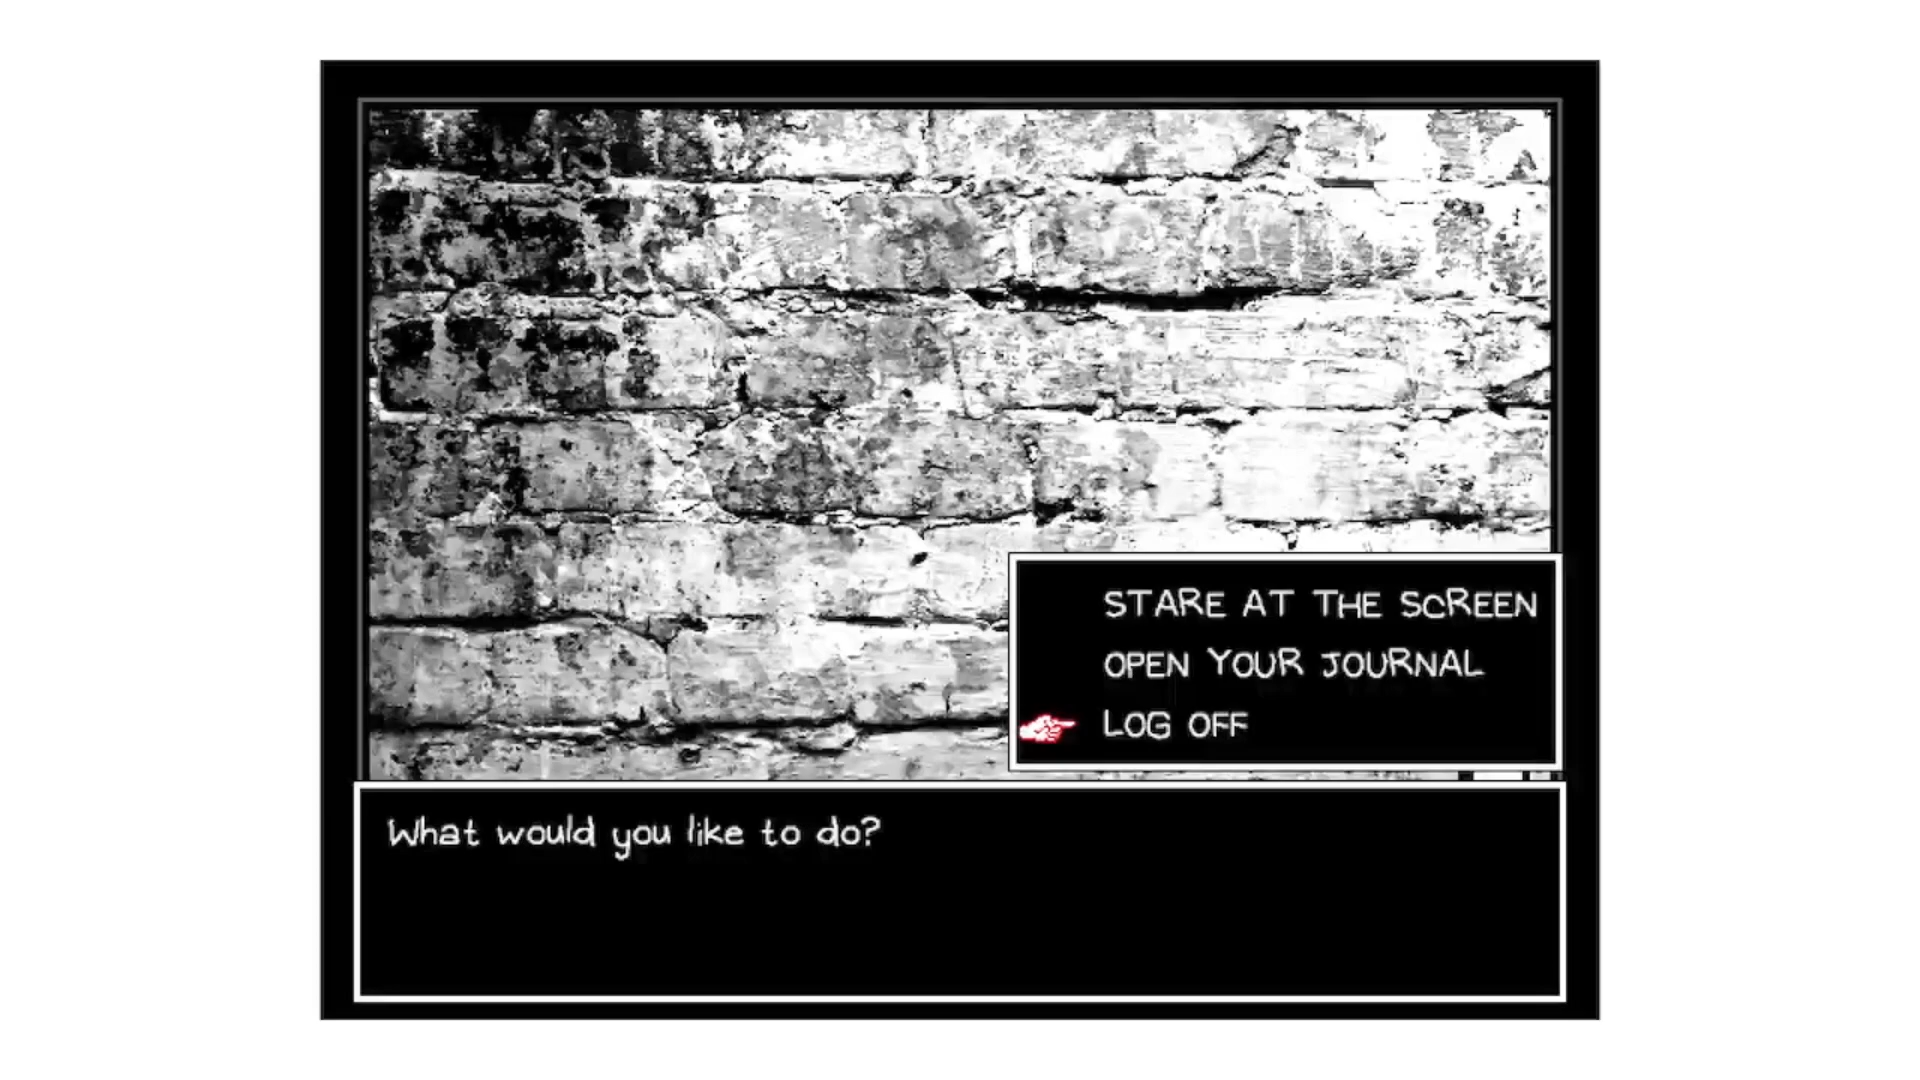 STARE AT THE SCREEN
OPEN YOUR JOURNAL
LOG OFF
What would you like to do?